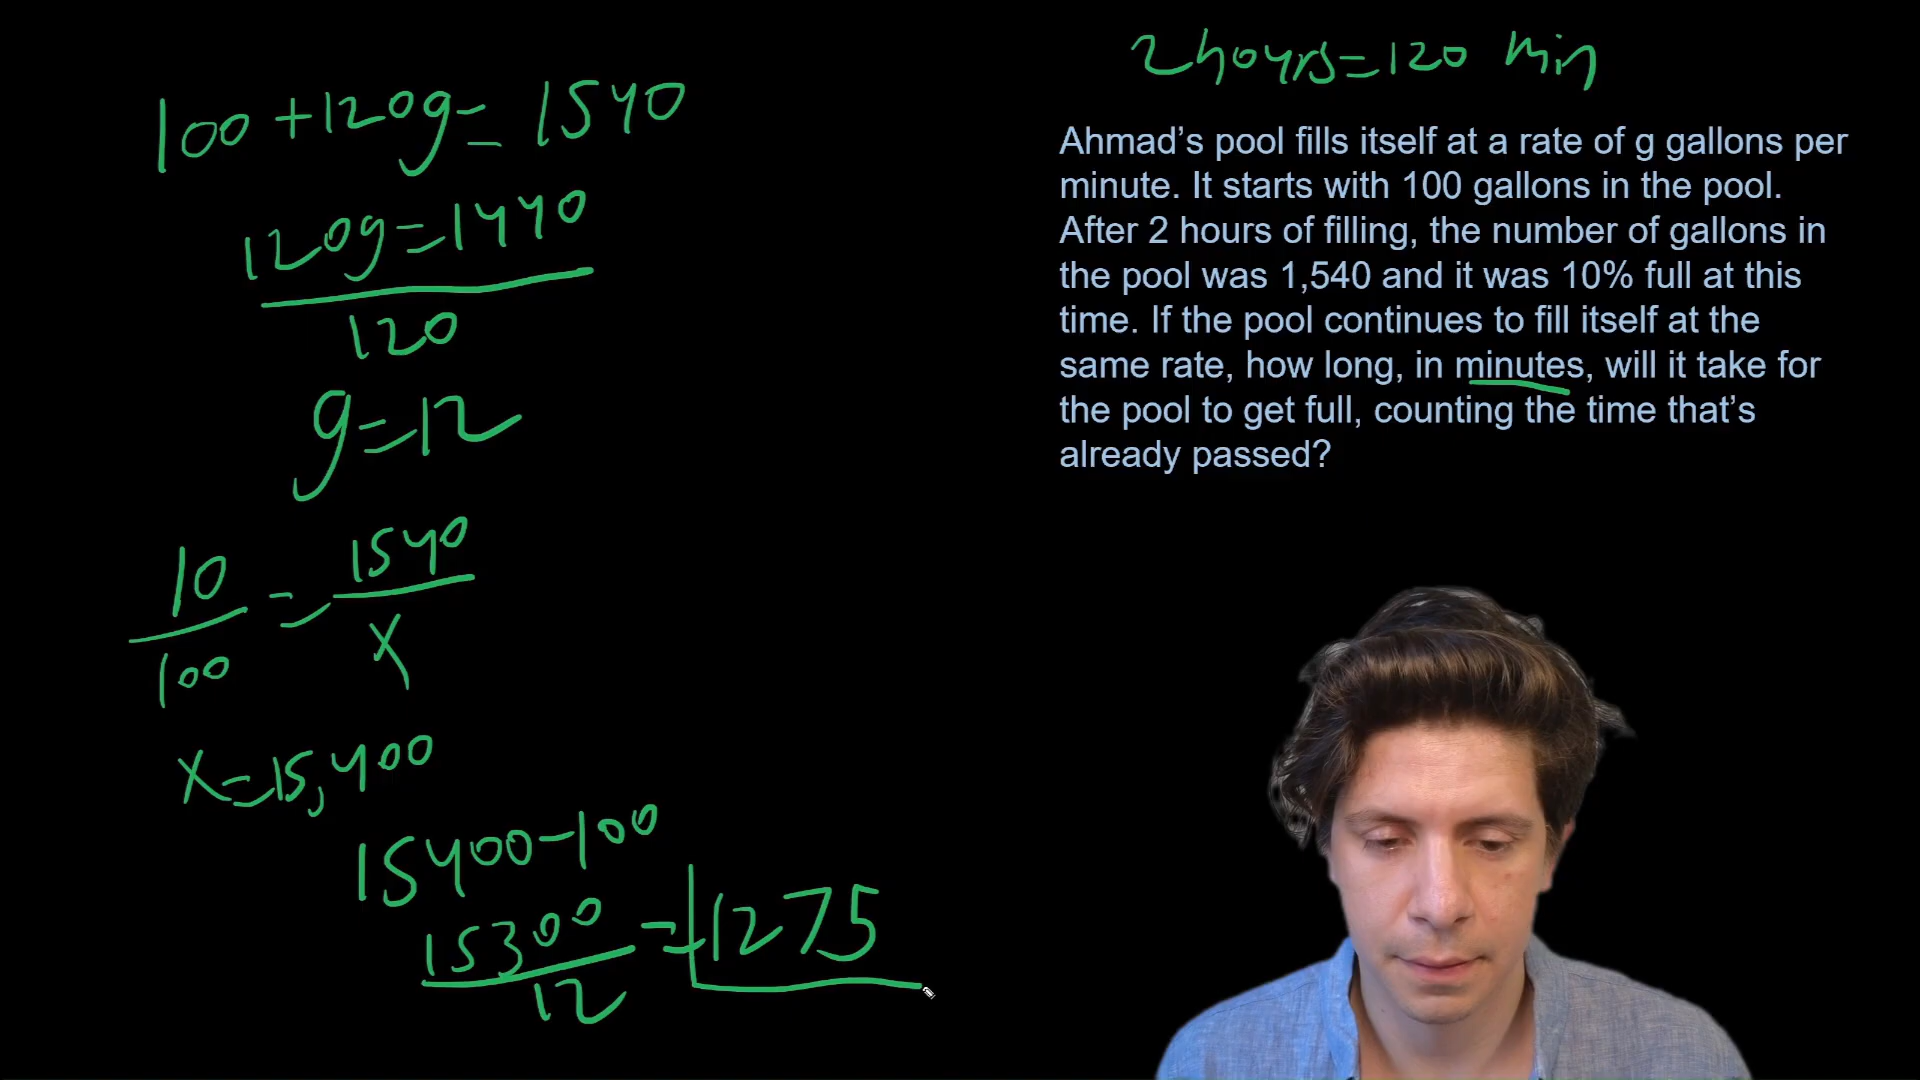 100 + 120g = 1540
120g = 1440
120
g = 12
10 = 1540
100 x
x = 15,400
15400 - 100
15300 = 1275
12
2 hours = 120 min
Ahmad’s pool fills itself at a rate of g gallons per
minute. It starts with 100 gallons in the pool.
After 2 hours of filling, the number of gallons in
the pool was 1,540 and it was 10% full at this
time. If the pool continues to fill itself at the
same rate, how long, in minutes, will it take for
the pool to get full, counting the time that’s
already passed?